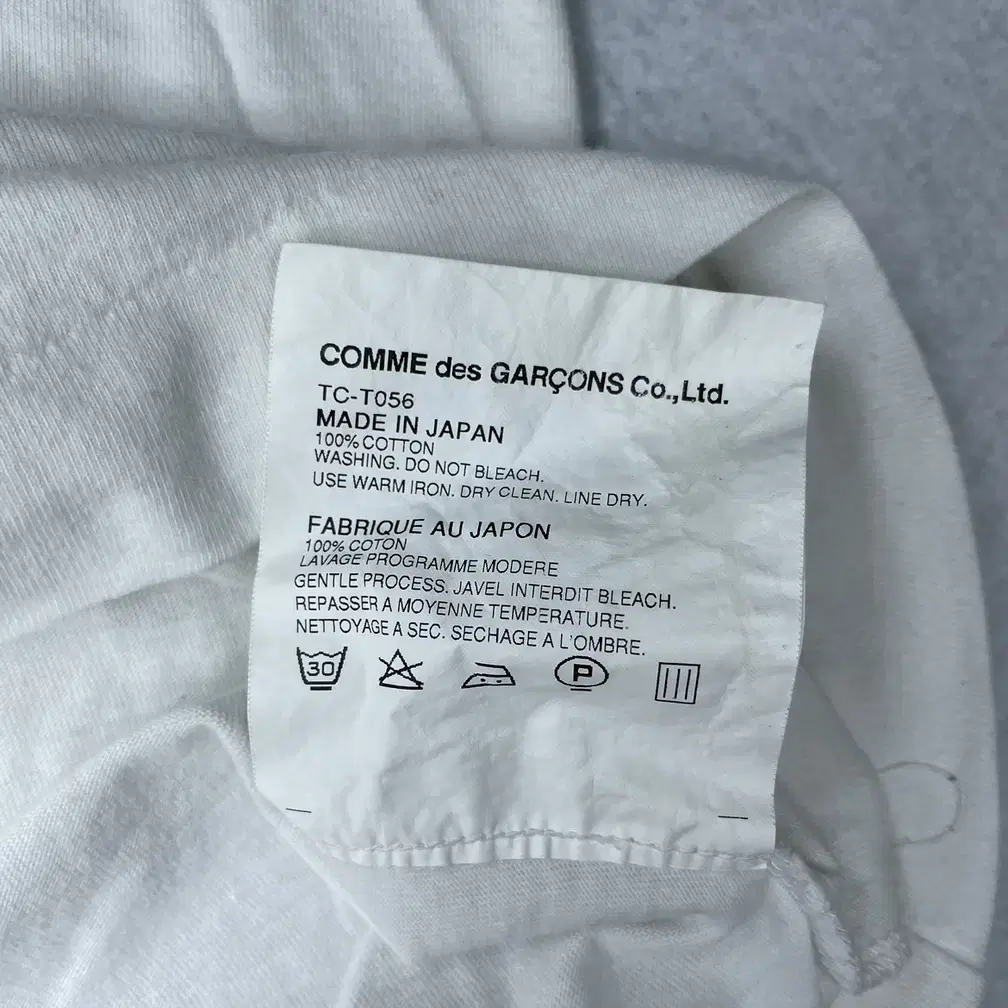 COMME des GARÇONS Co.,Ltd.
TC-T056
MADE IN JAPAN
100% COTTON
WASHING. DO NOT BLEACH.
USE WARM IRON. DRY CLEAN. LINE DRY.
FABRIQUE AU JAPON
100% COTON
LAVAGE PROGRAMME MODERE
GENTLE PROCESS. JAVEL INTERDIT BLEACH.
REPASSER A MOYENNE TEMPERATURE.
NETTOYAGE A SEC. SECHAGE A L'OMBRE.
30 P